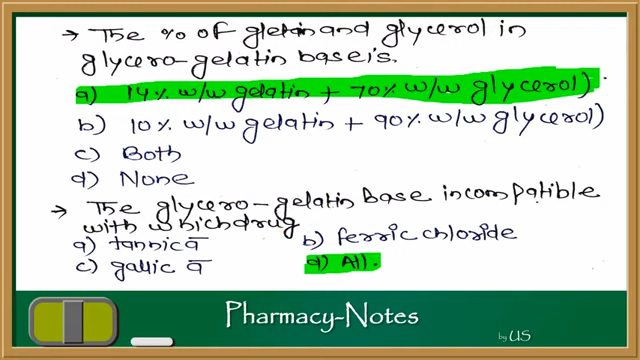 → The % of gletin and glycerol in
glycero-gelatin base is.
a) 14% w/w gelatin + 70% w/w glycerol)
b) 10% w/w gelatin + 90% w/w glycerol)
c) Both
d) None
→ The glycero-gelatin Base incompatible
with which drug
a) tannic a̅ b) ferric chloride
c) gallic a̅ d) All.
Pharmacy-Notes
by US